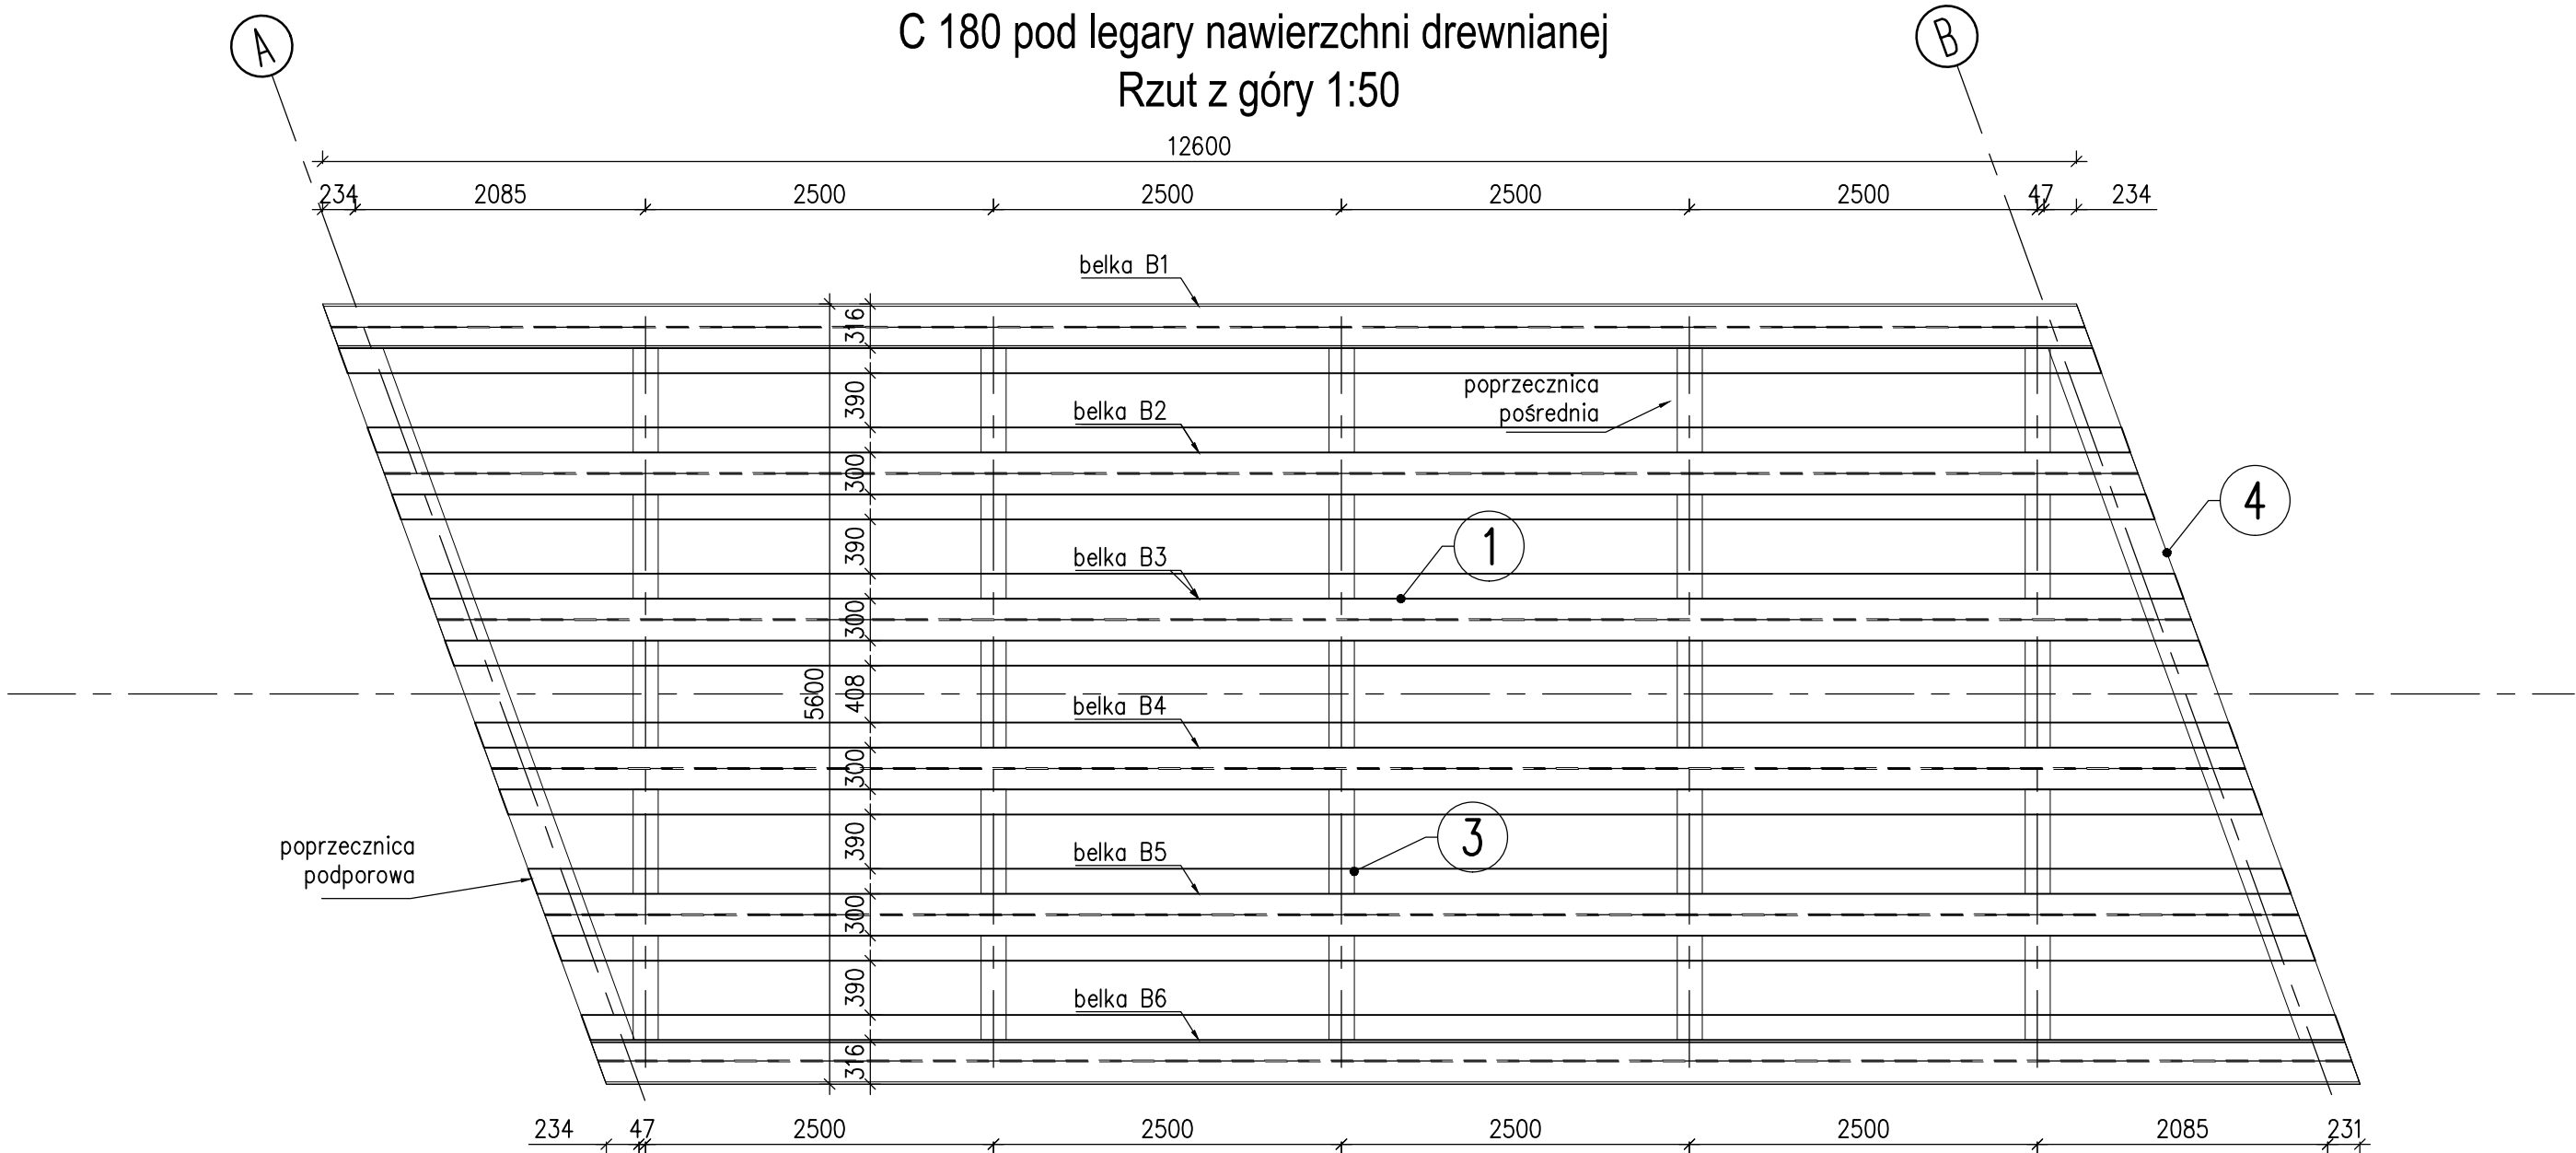 A
B
C 180 pod legary nawierzchni drewnianej
Rzut z góry 1:50
12600
234 2085 2500 2500 2500 2500 47 234
belka B1
316
390
poprzecznica
pośrednia
belka B2
300
4
390
belka B3
1
300
5600
408
belka B4
300
390
3
poprzecznica
podporowa
belka B5
300
390
belka B6
316
234 47 2500 2500 2500 2500 2085 231